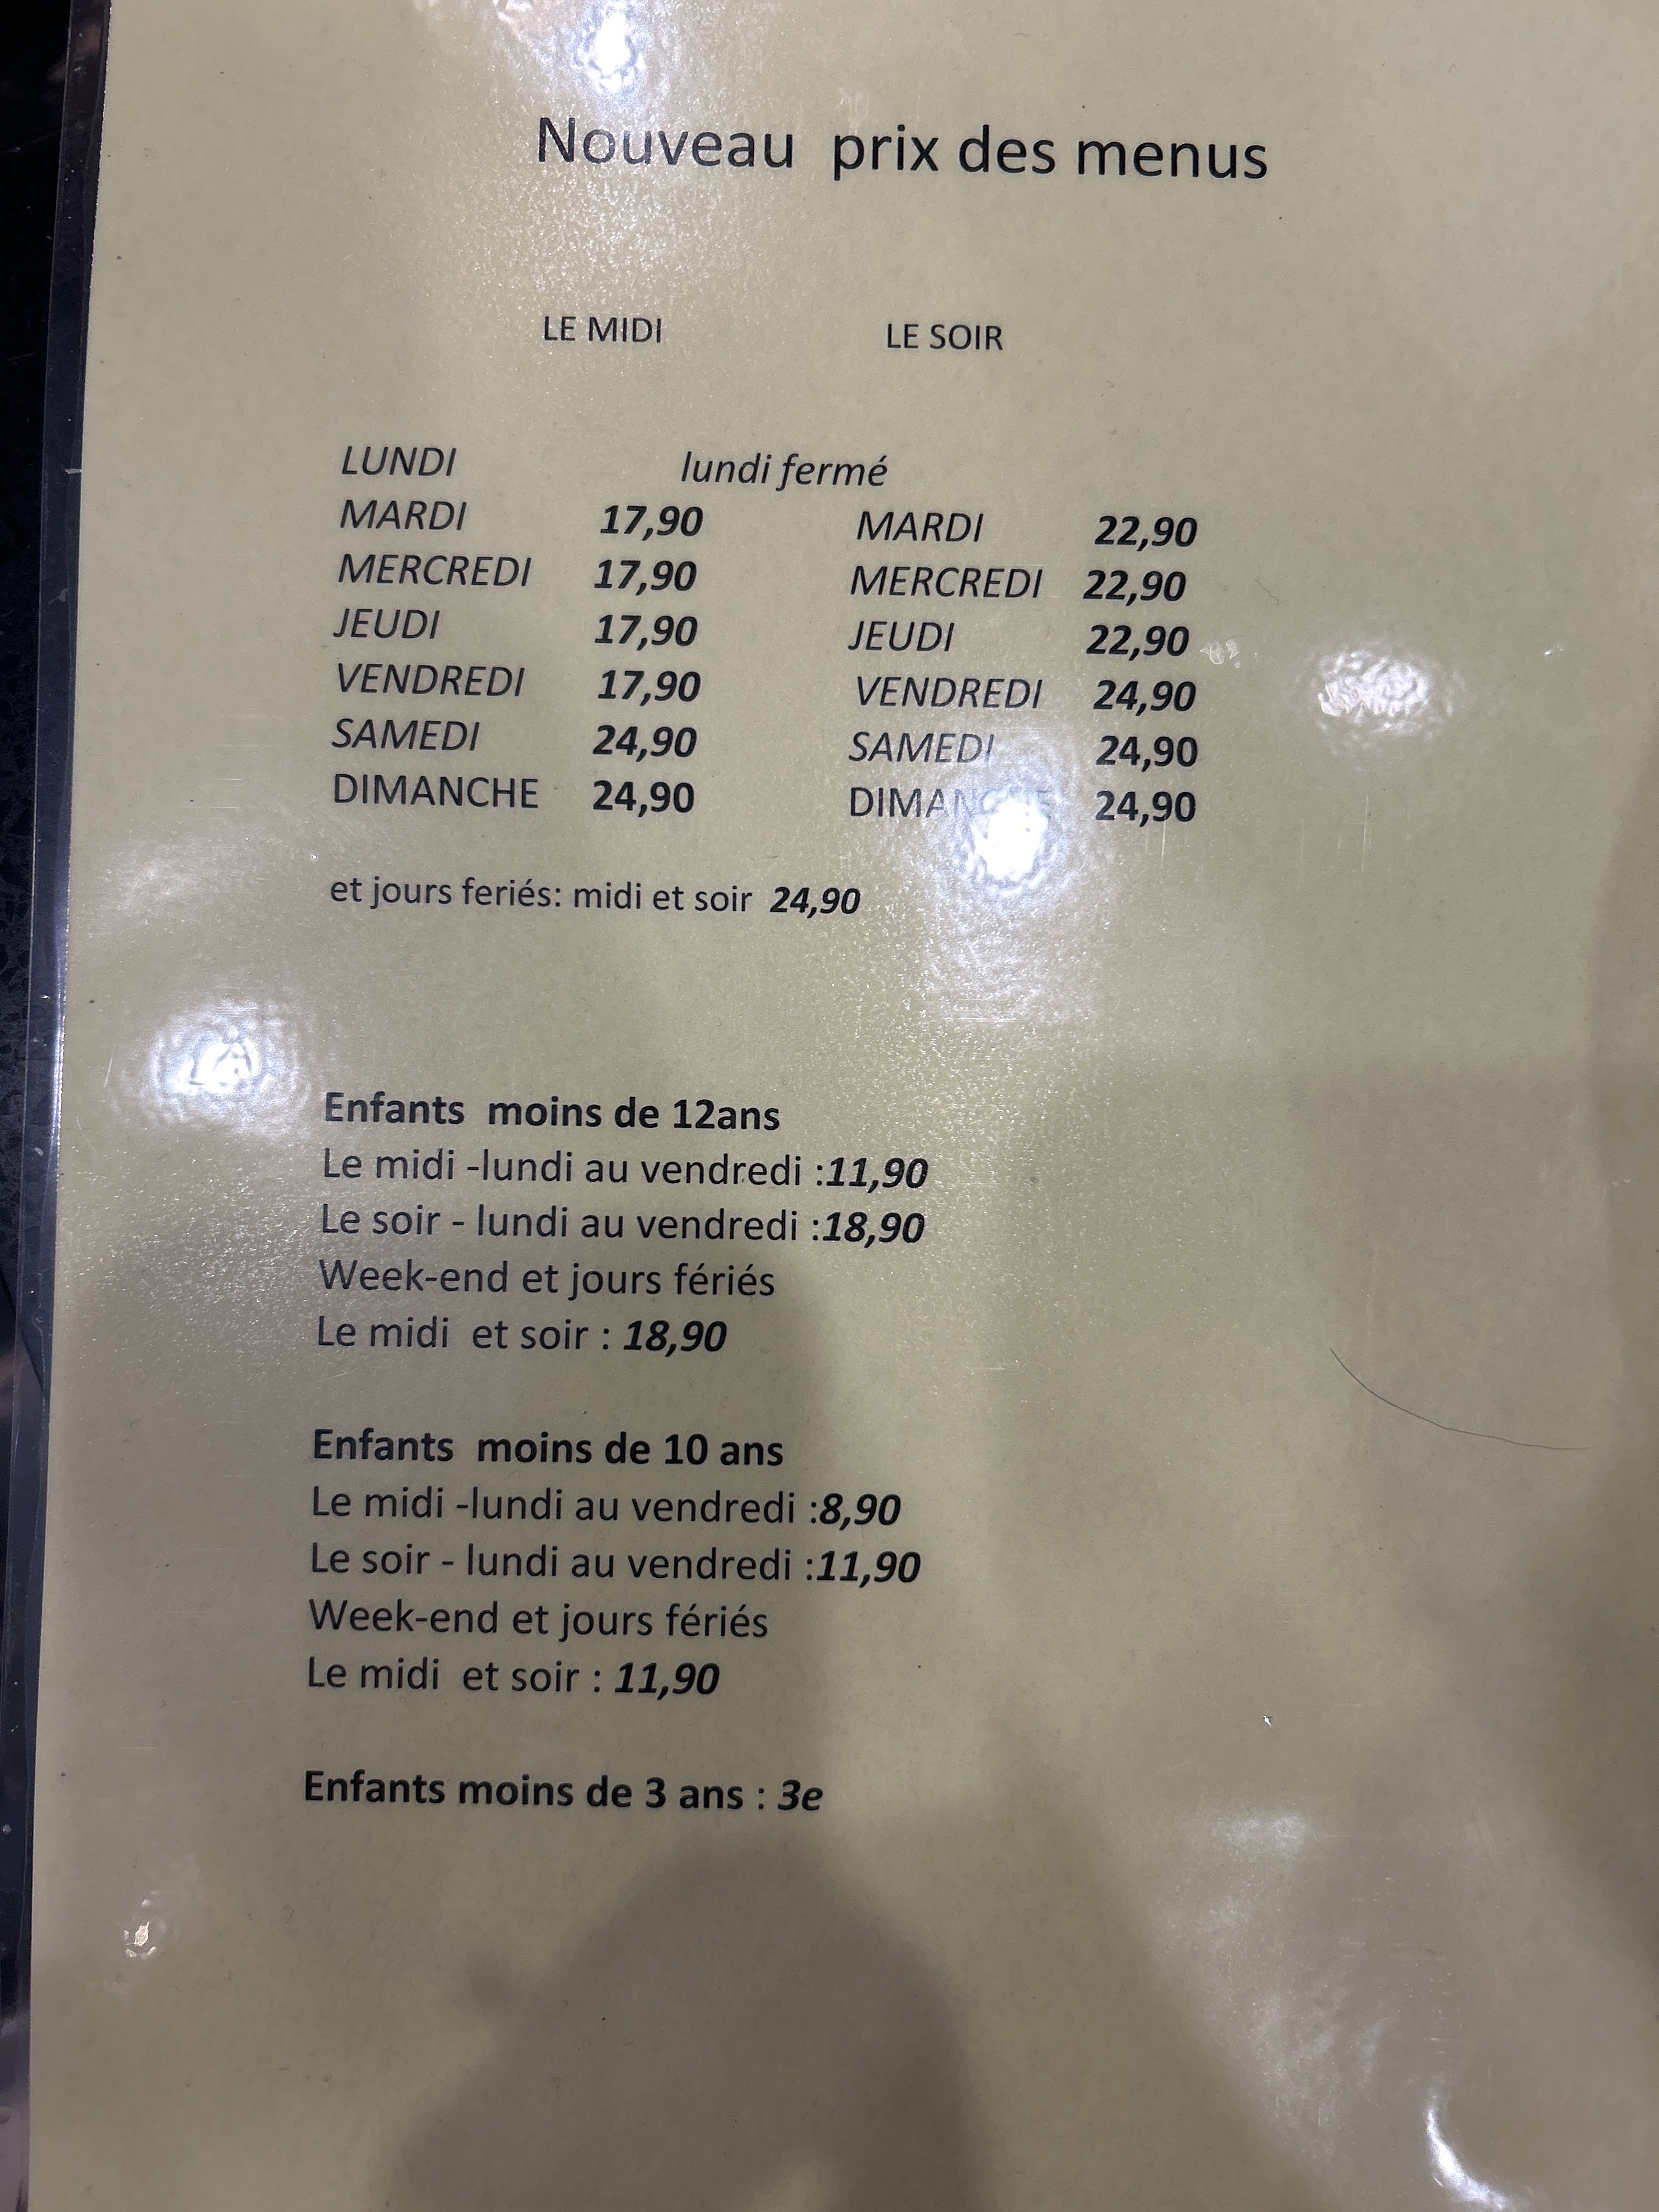 Nouveau prix des menus
LE MIDI LE SOIR
LUNDI lundi fermé
MARDI 17,90 MARDI 22,90
MERCREDI 17,90 MERCREDI 22,90
JEUDI 17,90 JEUDI 22,90
VENDREDI 17,90 VENDREDI 24,90
SAMEDI 24,90 SAMEDI 24,90
DIMANCHE 24,90 DIMANCHE 24,90
et jours feriés: midi et soir 24,90
Enfants moins de 12ans
Le midi -lundi au vendredi :11,90
Le soir - lundi au vendredi :18,90
Week-end et jours fériés
Le midi et soir : 18,90
Enfants moins de 10 ans
Le midi -lundi au vendredi :8,90
Le soir - lundi au vendredi :11,90
Week-end et jours fériés
Le midi et soir : 11,90
Enfants moins de 3 ans : 3e